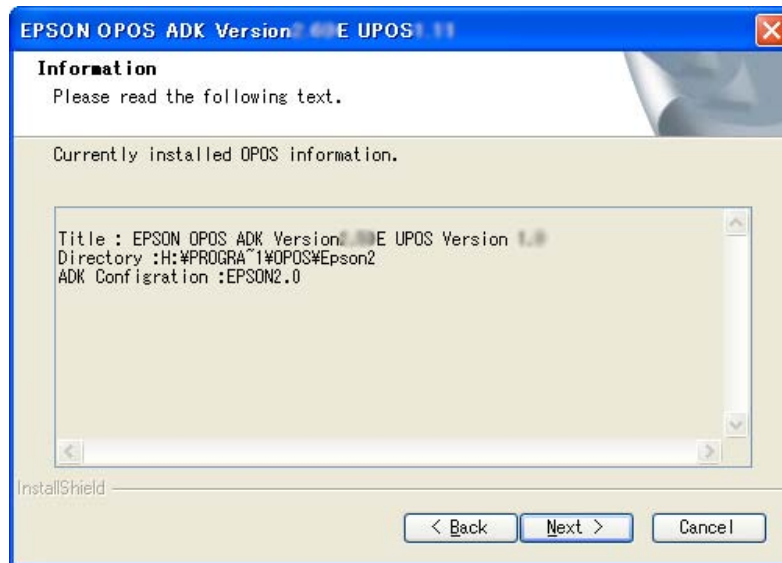 EPSON OPOS ADK Version E UPOS
Information
Please read the following text.
Currently installed OPOS information.
Title : EPSON OPOS ADK Version E UPOS Version
Directory :H:¥PROGRA~1¥OPOS¥Epson2
ADK Configration :EPSON2.0
InstallShield
< Back
Next >
Cancel